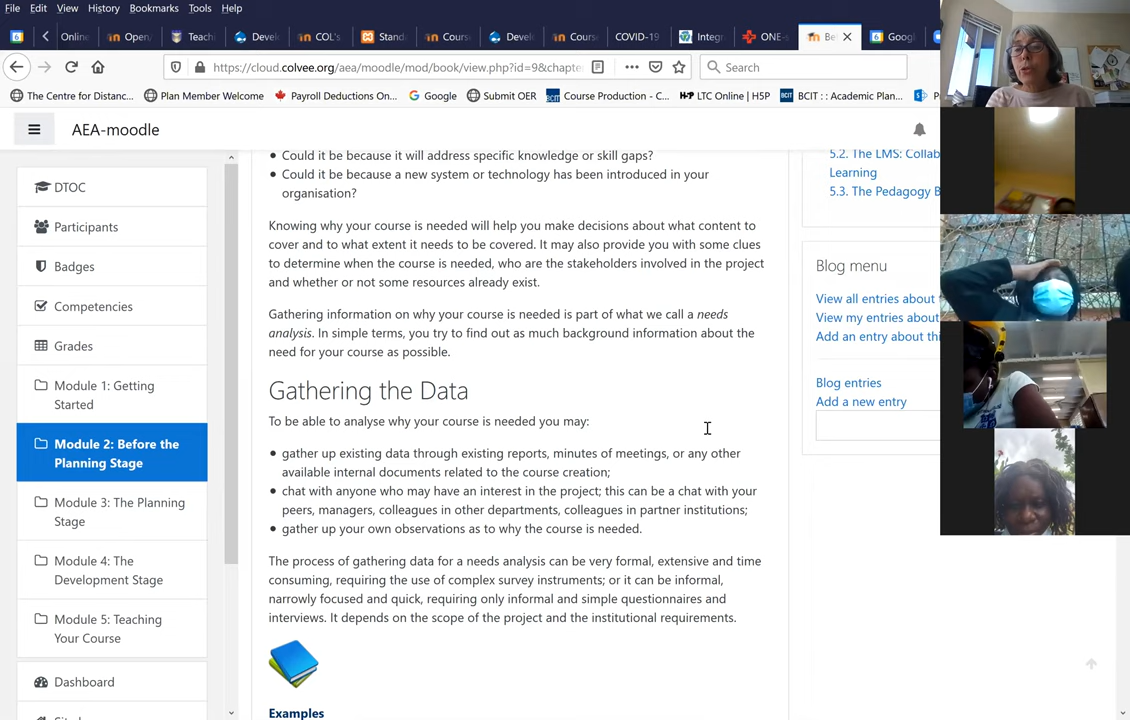 File Edit View History Bookmarks Tools Help
Online Open Teach Develo COL's Stand Course Develo Course COVID-19 Integr ONE-s Be Goog
https://cloud.colvee.org/aea/moodle/mod/book/view.php?id=9&chapte Search
The Centre for Distanc... Plan Member Welcome Payroll Deductions On... Google Submit OER Course Production - C... LTC Online | H5P BCIT : : Academic Plan...
AEA-moodle
DTOC
Participants
Badges
Competencies
Grades
Module 1: Getting
Started
Module 2: Before the
Planning Stage
Module 3: The Planning
Stage
Module 4: The
Development Stage
Module 5: Teaching
Your Course
Dashboard
Could it be because it will address specific knowledge or skill gaps?
Could it be because a new system or technology has been introduced in your
organisation?
Knowing why your course is needed will help you make decisions about what content to
cover and to what extent it needs to be covered. It may also provide you with some clues
to determine when the course is needed, who are the stakeholders involved in the project
and whether or not some resources already exist.
Gathering information on why your course is needed is part of what we call a needs
analysis. In simple terms, you try to find out as much background information about the
need for your course as possible.
Gathering the Data
To be able to analyse why your course is needed you may:
gather up existing data through existing reports, minutes of meetings, or any other
available internal documents related to the course creation;
chat with anyone who may have an interest in the project; this can be a chat with your
peers, managers, colleagues in other departments, colleagues in partner institutions;
gather up your own observations as to why the course is needed.
The process of gathering data for a needs analysis can be very formal, extensive and time
consuming, requiring the use of complex survey instruments; or it can be informal,
narrowly focused and quick, requiring only informal and simple questionnaires and
interviews. It depends on the scope of the project and the institutional requirements.
Examples
5.2. The LMS: Collab
Learning
5.3. The Pedagogy B
Blog menu
View all entries about
View my entries about
Add an entry about thi
Blog entries
Add a new entry